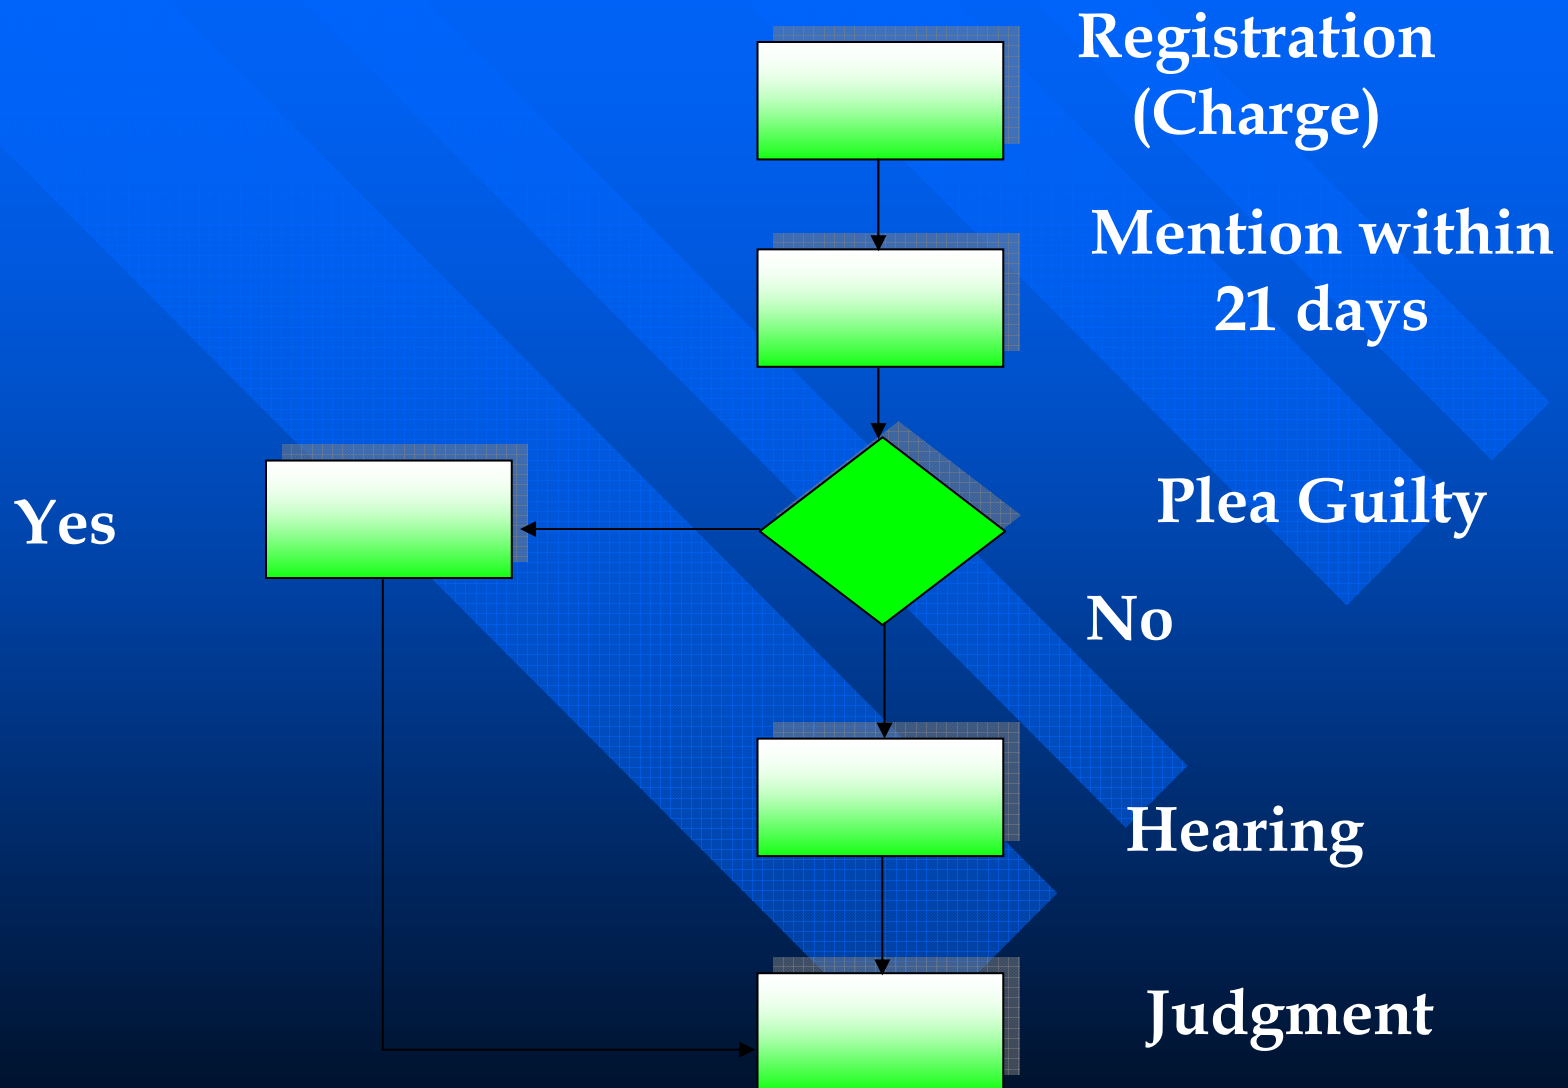 Registration
(Charge)
Mention within
21 days
Plea Guilty
Yes
No
Hearing
Judgment